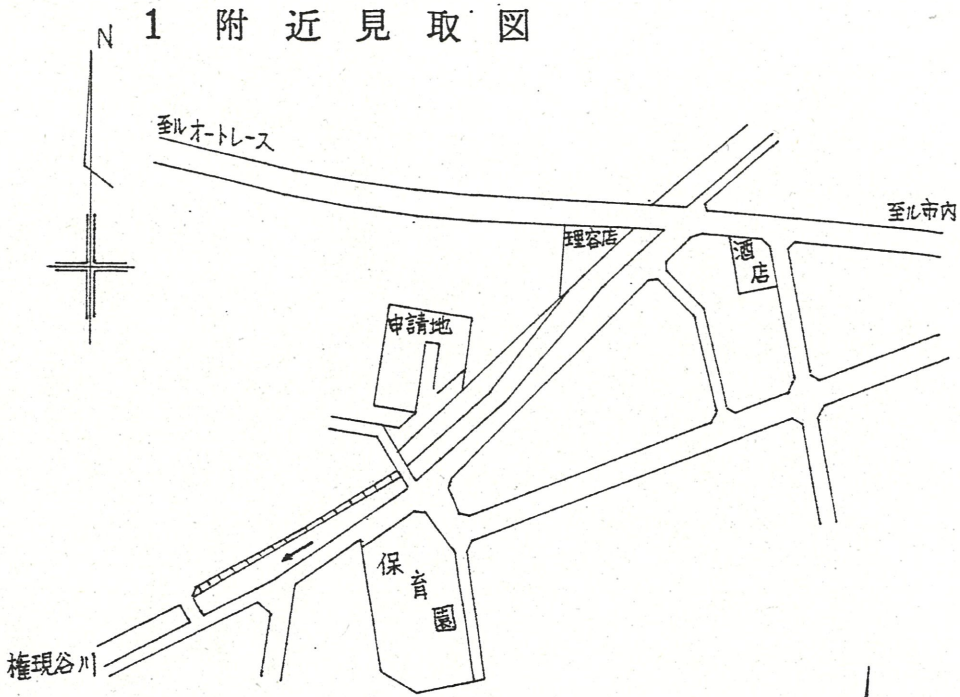 1 附近見取図
N
至ルオートレース
至ル市内
理容店
酒店
申請地
保育園
権現谷川